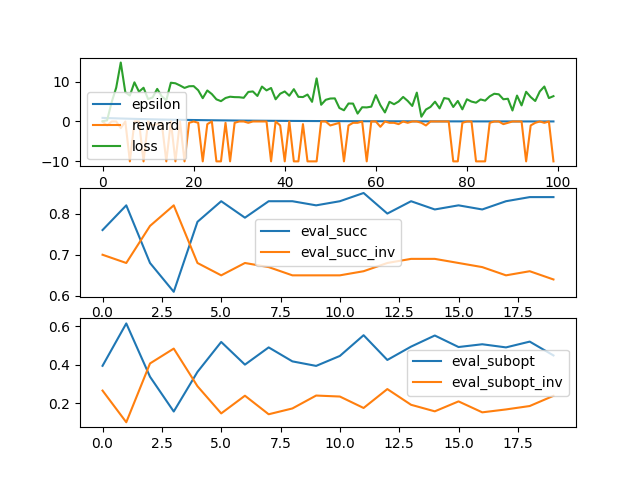 10
0
−10
epsilon
reward
loss
0 20 40 60 80 100
0.8
0.7
0.6
eval_succ
eval_succ_inv
0.0 2.5 5.0 7.5 10.0 12.5 15.0 17.5
0.6
0.4
0.2
eval_subopt
eval_subopt_inv
0.0 2.5 5.0 7.5 10.0 12.5 15.0 17.5